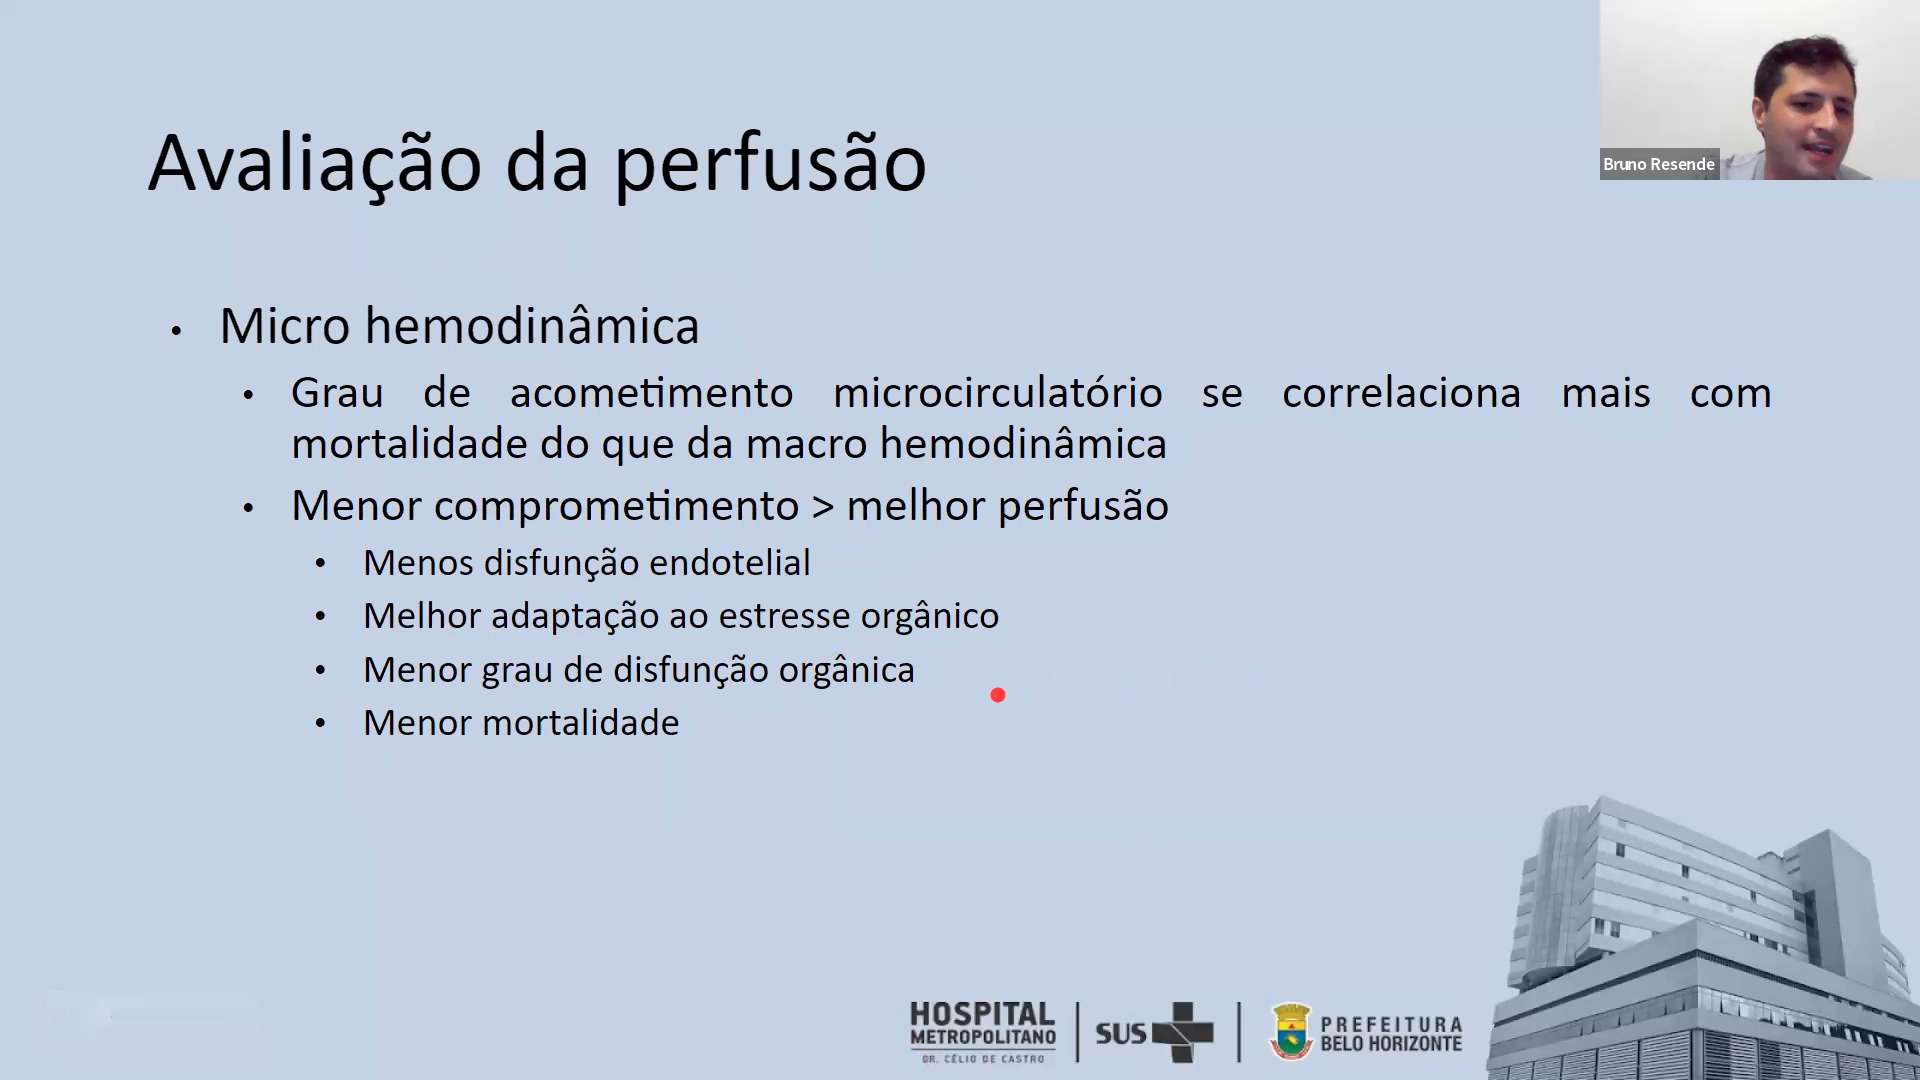 Bruno Resende
Avaliação da perfusão
• Micro hemodinâmica
• Grau de acometimento microcirculatório se correlaciona mais com
mortalidade do que da macro hemodinâmica
• Menor comprometimento > melhor perfusão
• Menos disfunção endotelial
• Melhor adaptação ao estresse orgânico
• Menor grau de disfunção orgânica
• Menor mortalidade
HOSPITAL
METROPOLITANO
DR. CÉLIO DE CASTRO
SUS
PREFEITURA
BELO HORIZONTE